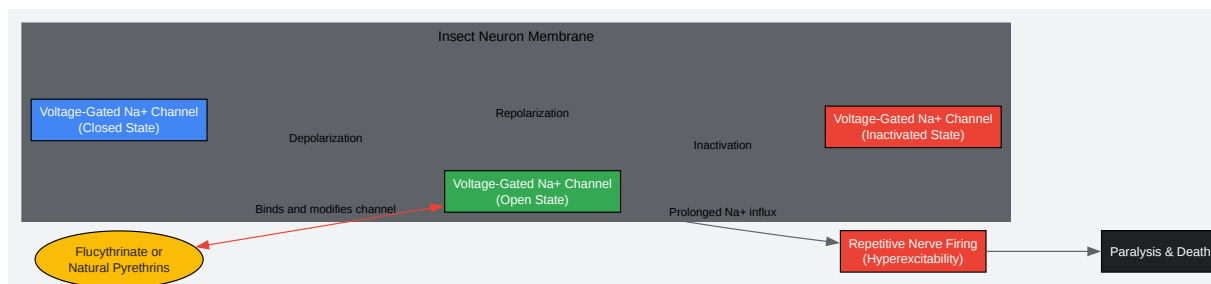 Insect Neuron Membrane
Voltage-Gated Na+ Channel
(Closed State)
Depolarization
Repolarization
Inactivation
Voltage-Gated Na+ Channel
(Inactivated State)
Voltage-Gated Na+ Channel
(Open State)
Binds and modifies channel
Prolonged Na+ influx
Flucythrinate or
Natural Pyrethrins
Repetitive Nerve Firing
(Hyperexcitability)
Paralysis & Death